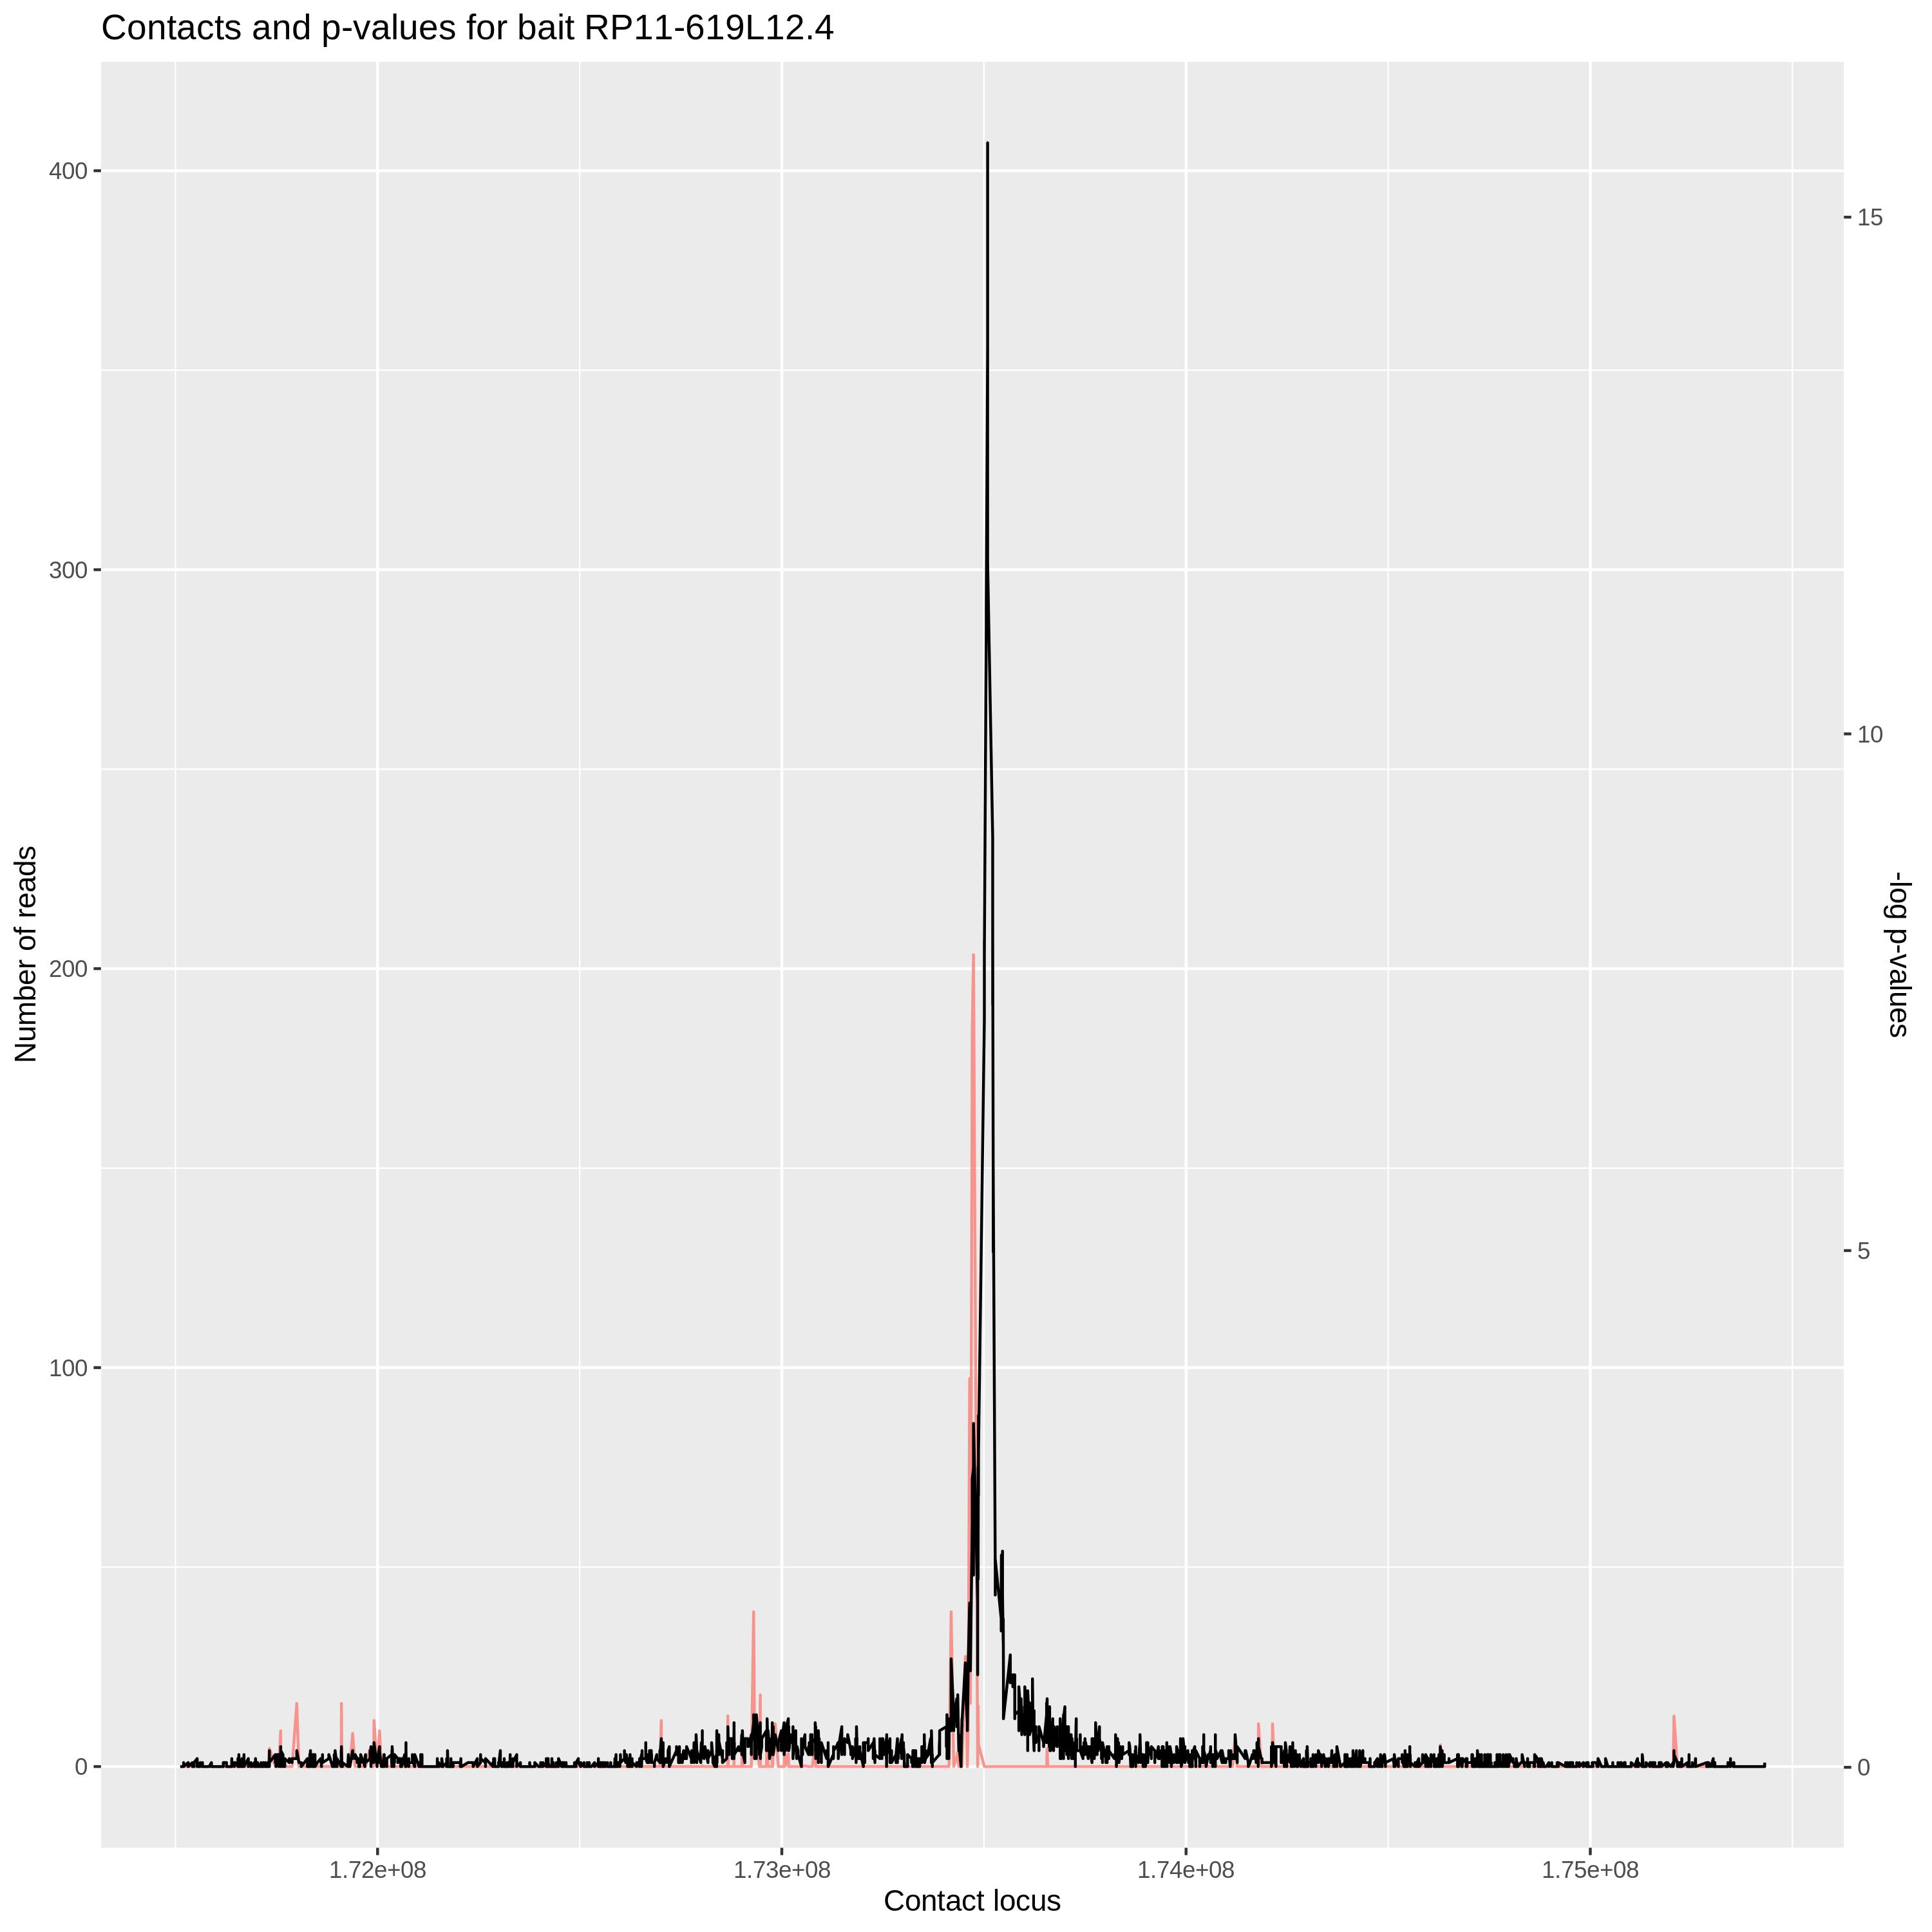 Contacts and p-values for bait RP11-619L12.4
400
300
200
100
0
Number of reads
15
10
5
0
-log p-values
1.72e+08
1.73e+08
1.74e+08
1.75e+08
Contact locus